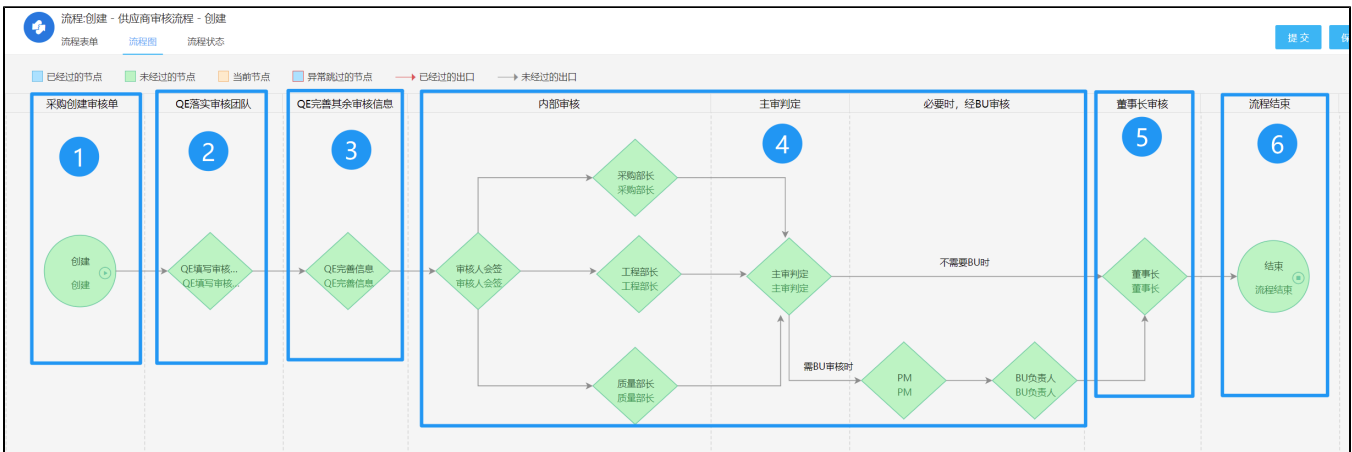 流程:创建 - 供应商审核流程 - 创建
流程表单 流程图 流程状态
提交 保
已经过的节点 未经过的节点 当前节点 异常跳过的节点 已经过的出口 未经过的出口
采购创建审核单 QE落实审核团队 QE完善其余审核信息 内部审核 主审判定 必要时，经BU审核 董事长审核 流程结束
1 2 3 4 5 6
采购部长
采购部长
创建
创建
QE填写审核...
QE填写审核...
QE完善信息
QE完善信息
审核人会签
审核人会签
工程部长
工程部长
主审判定
主审判定
不需要BU时
董事长
董事长
结束
流程结束
需BU审核时
质量部长
质量部长
PM
PM
BU负责人
BU负责人